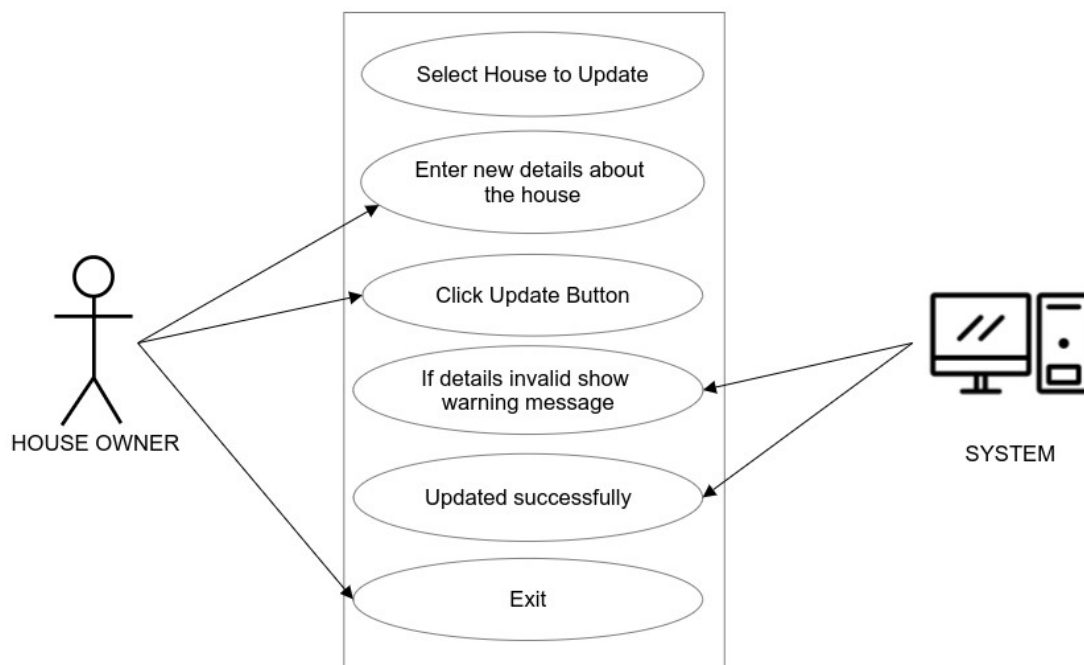 Select House to Update
Enter new details about
the house
Click Update Button
If details invalid show
warning message
HOUSE OWNER
SYSTEM
Updated successfully
Exit